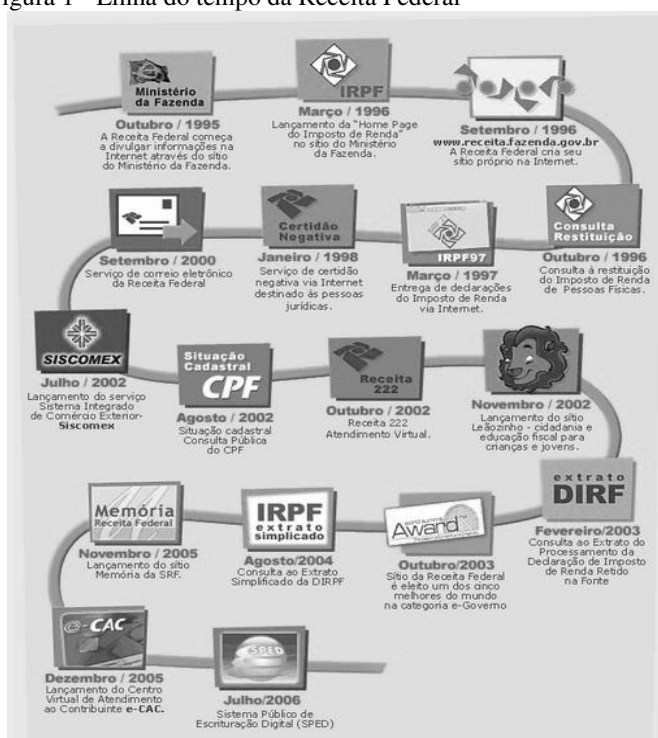 Figura 1 - Linha do tempo da Receita Federal
Ministério
da Fazenda
Outubro / 1995
A Receita Federal começa
a divulgar informações na
Internet através do sítio
do Ministério da Fazenda.
IRPF
Março / 1996
Lançamento da "Home Page
do Imposto de Renda"
no sítio do Ministério
da Fazenda.
Setembro / 1996
www.receita.fazenda.gov.br
A Receita Federal cria seu
sítio próprio na Internet.
Consulta
Restituição
Outubro / 1996
Consulta à restituição
do Imposto de Renda
de Pessoas Físicas.
IRPF97
Março / 1997
Entrega de declarações
do Imposto de Renda
via Internet.
Certidão
Negativa
Janeiro / 1998
Serviço de certidão
negativa via Internet
destinado às pessoas
jurídicas.
Setembro / 2000
Serviço de correio eletrônico
da Receita Federal
SISCOMEX
Julho / 2002
Lançamento do serviço
Sistema Integrado
de Comércio Exterior-
Siscomex
Situação
Cadastral
CPF
Agosto / 2002
Situação cadastral
Consulta Pública
do CPF
Receita
222
Outubro / 2002
Receita 222
Atendimento Virtual.
Novembro / 2002
Lançamento do sítio
Leãozinho - cidadania e
educação fiscal para
crianças e jovens.
extrato
DIRF
Fevereiro/2003
Consulta ao Extrato do
Processamento da
Declaração de Imposto
de Renda Retido
na Fonte
Award
Outubro/2003
Sítio da Receita Federal
é eleito um dos cinco
melhores do mundo
na categoria e-Governo
IRPF
extrato
simplificado
Agosto/2004
Consulta ao Extrato
Simplificado da DIRPF
Memória
Receita Federal
Novembro / 2005
Lançamento do sítio
Memória da SRF.
e-CAC
Dezembro / 2005
Lançamento do Centro
Virtual de Atendimento
ao Contribuinte e-CAC.
SPED
Julho/2006
Sistema Público de
Escrituração Digital (SPED)